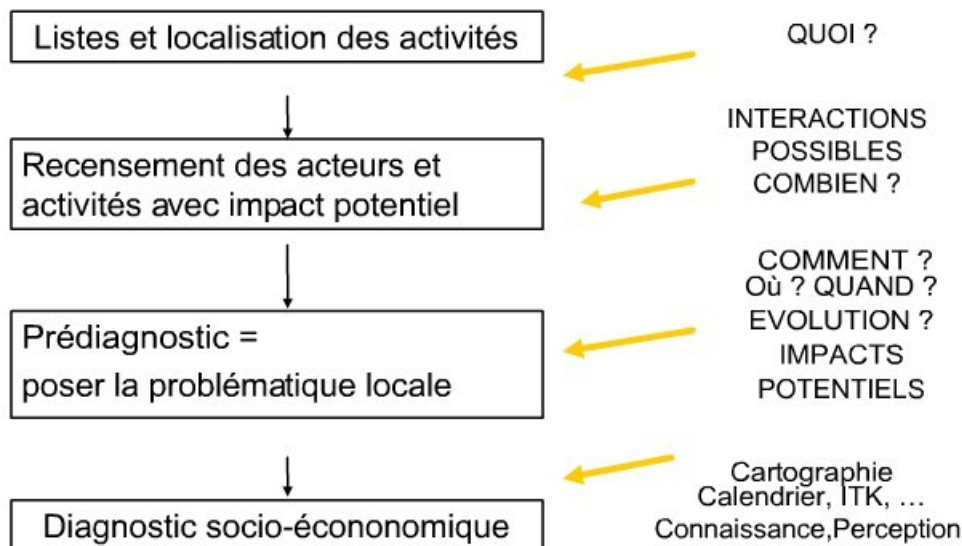 Listes et localisation des activités
QUOI ?
INTERACTIONS
POSSIBLES
COMBIEN ?
Recensement des acteurs et
activités avec impact potentiel
COMMENT ?
Où ? QUAND ?
EVOLUTION ?
IMPACTS
POTENTIELS
Prédiagnostic =
poser la problématique locale
Cartographie
Calendrier, ITK, ...
Connaissance,Perception
Diagnostic socio-écononomique